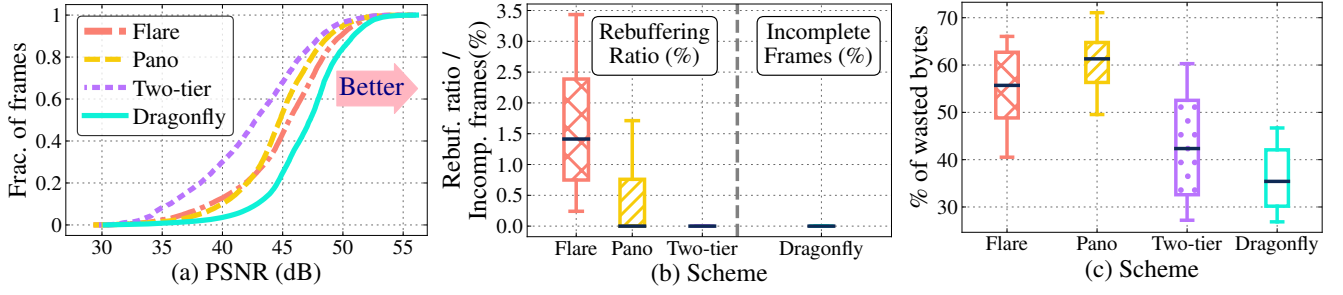 Frac. of frames
1
0.8
0.6
0.4
0.2
0
30
35
40
45
50
55
Flare
Pano
Two-tier
Dragonfly
Better
(a) PSNR (dB)
Rebuf. ratio /
Incomp. frames(%)
3.5
3.0
2.5
2.0
1.5
1.0
0.5
0.0
Rebuffering
Ratio (%)
Incomplete
Frames (%)
Flare
Pano
Two-tier
Dragonfly
(b) Scheme
% of wasted bytes
70
60
50
40
30
Flare
Pano
Two-tier
Dragonfly
(c) Scheme